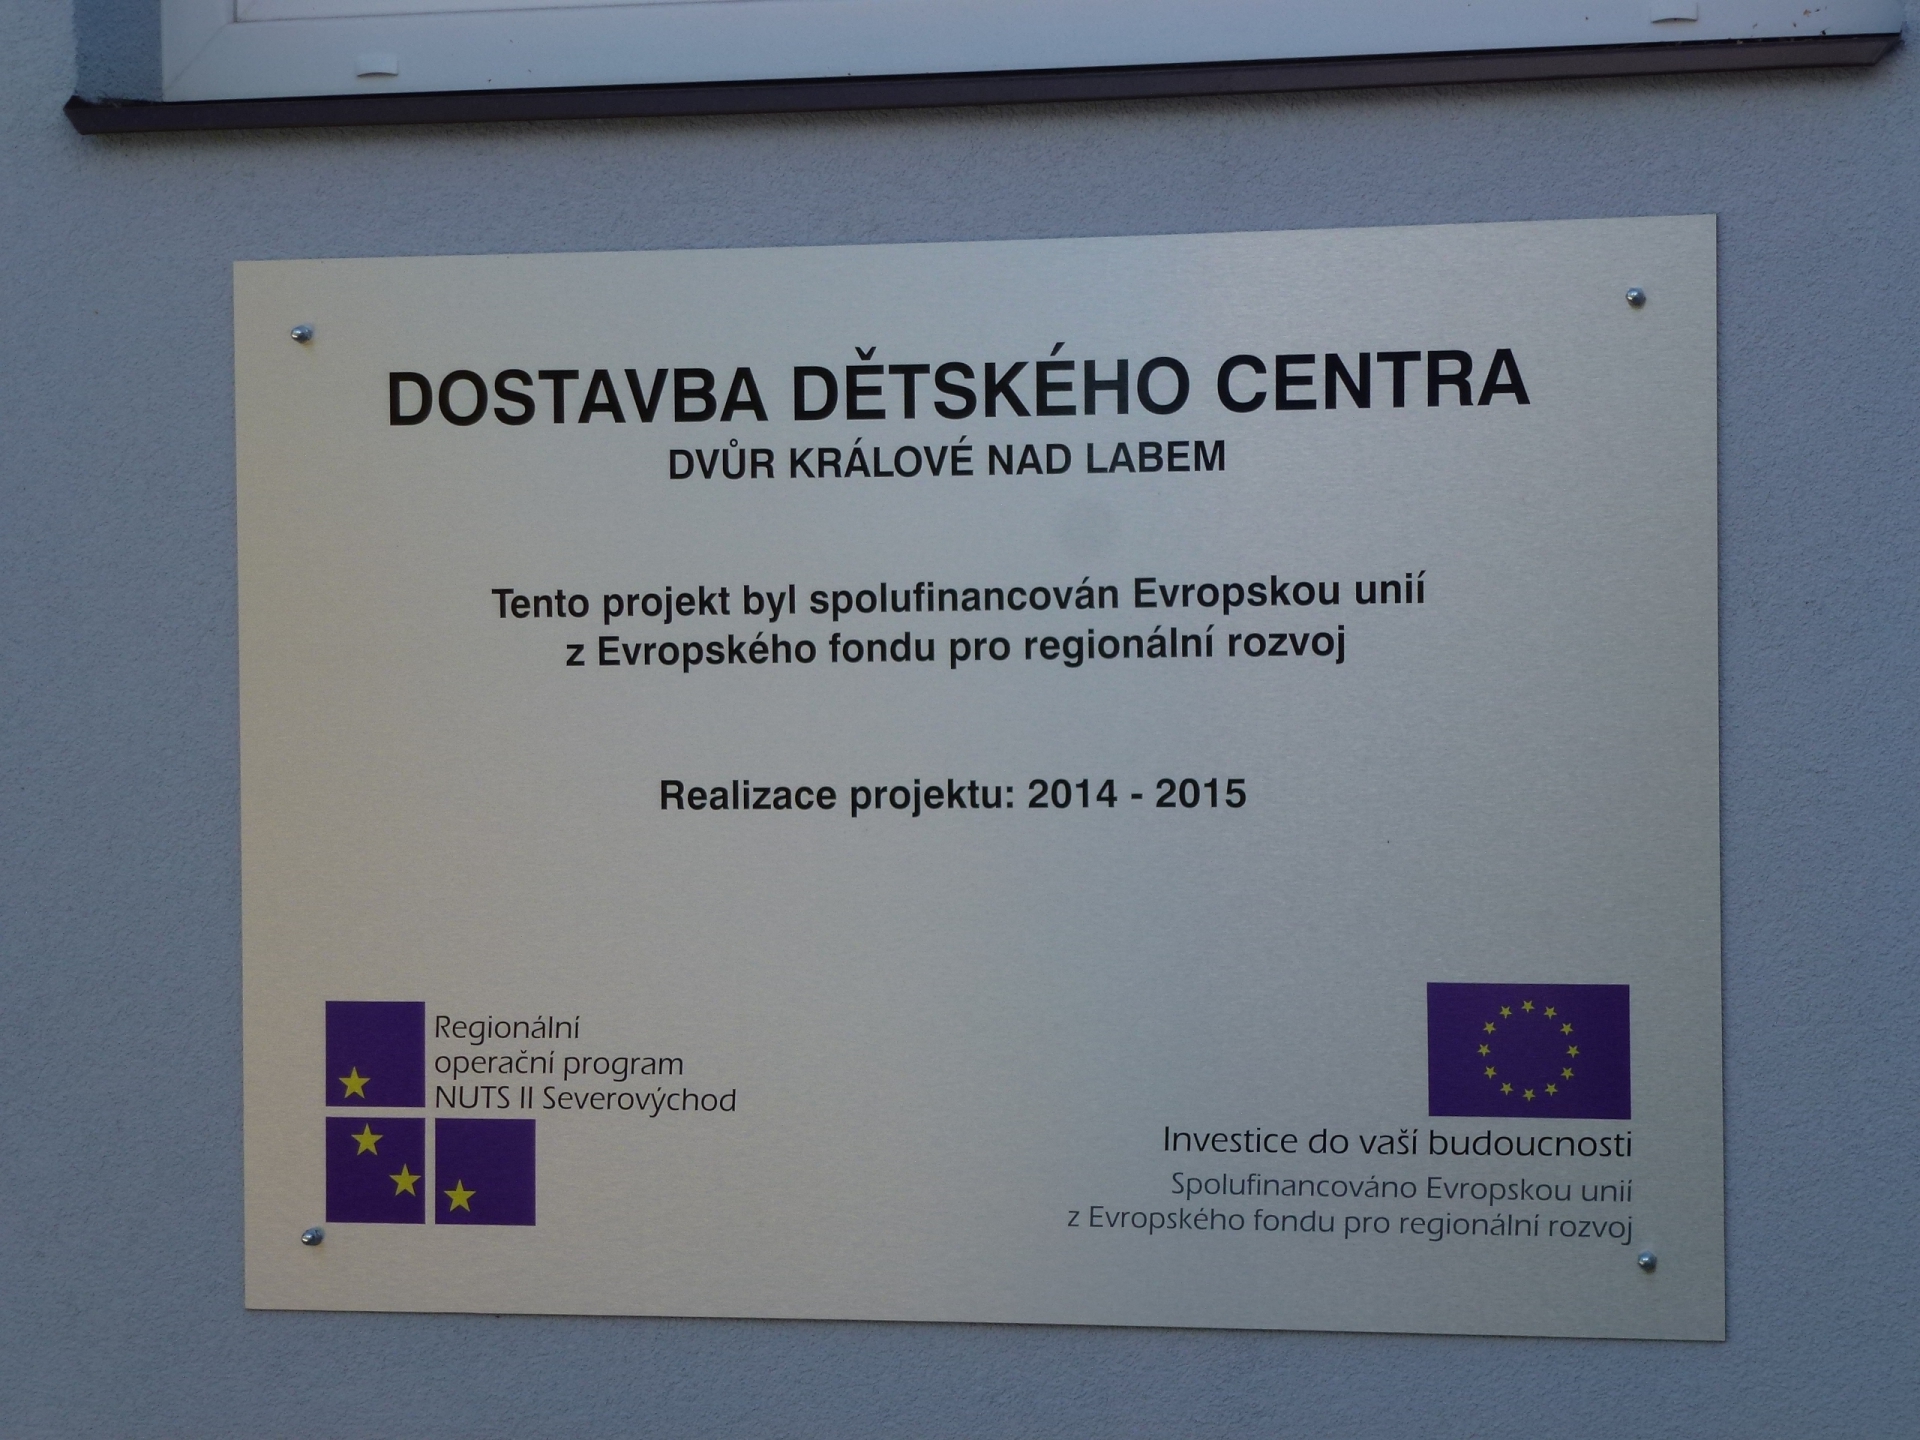 DOSTAVBA DĚTSKÉHO CENTRA
DVŮR KRÁLOVÉ NAD LABEM
Tento projekt byl spolufinancován Evropskou unií
z Evropského fondu pro regionální rozvoj
Realizace projektu: 2014 - 2015
Regionální
operační program
NUTS II Severovýchod
Investice do vaší budoucnosti
Spolufinancováno Evropskou unií
z Evropského fondu pro regionální rozvoj